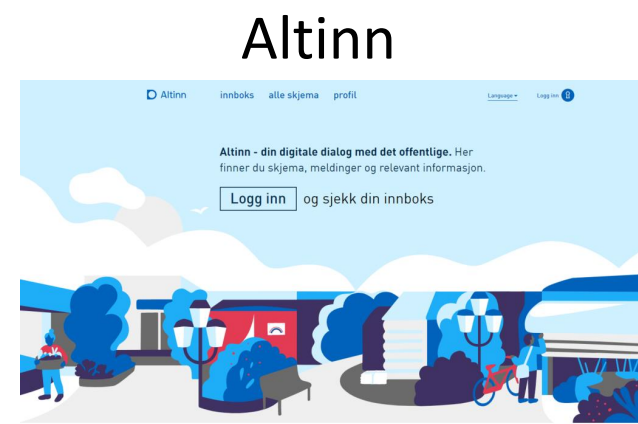 Altinn
Altinn innboks alle skjema profil Language Logg inn
Altinn - din digitale dialog med det offentlige. Her
finner du skjema, meldinger og relevant informasjon.
Logg inn og sjekk din innboks